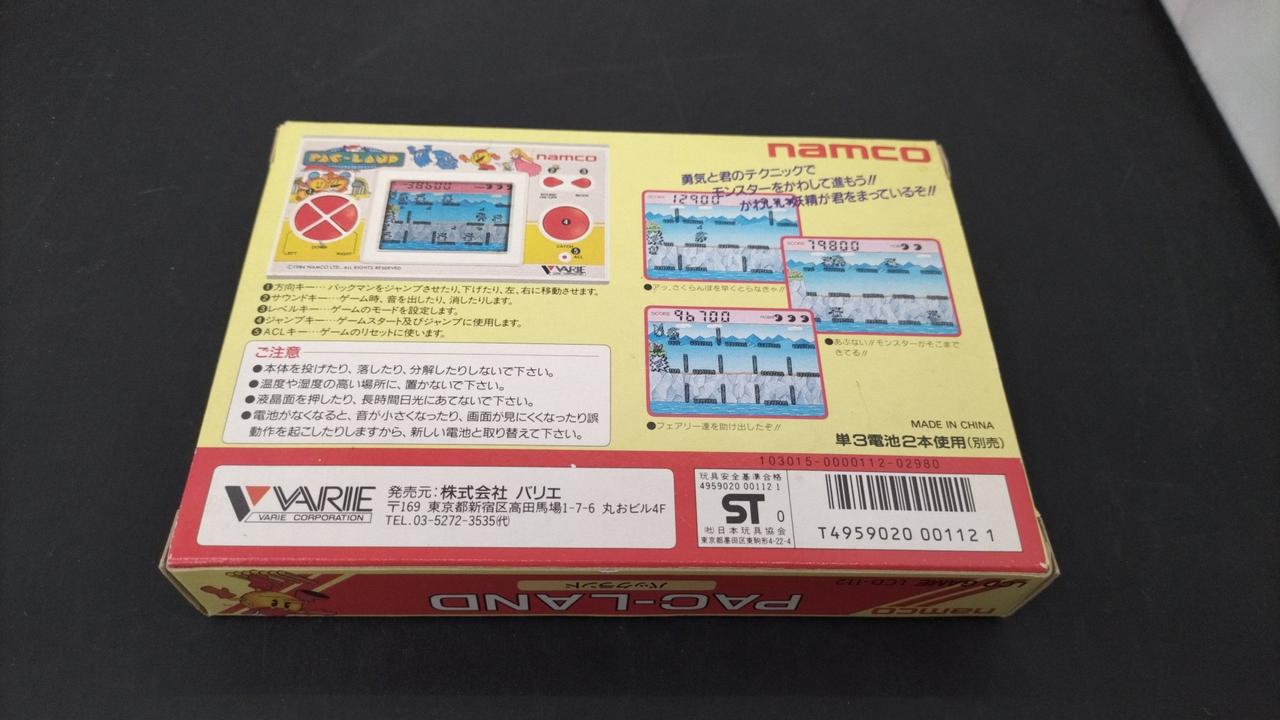 PAC-LAND
namco
SOUND
ON/OFF
MODE
38600
LEFT
DOWN
RIGHT
CATCH
ACL
©1984 NAMCO LTD., ALL RIGHTS RESERVED
VARIE
①方向キー…パックマンをジャンプさせたり、下げたり、左、右に移動させます。
②サウンドキー…ゲーム時、音を出したり、消したりします。
③レベルキー…ゲームのモードを設定します。
④ジャンプキー…ゲームスタート及びジャンプに使用します。
⑤ACLキー…ゲームのリセットに使います。
ご注意
●本体を投げたり、落したり、分解したりしないで下さい。
●温度や湿度の高い場所に、置かないで下さい。
●液晶面を押したり、長時間日光にあてないで下さい。
●電池がなくなると、音が小さくなったり、画面が見にくくなったり誤
動作を起こしたりしますから、新しい電池と取り替えて下さい。
namco
勇気と君のテクニックで
モンスターをかわして進もう!!
かわいい妖精が君をまっているぞ!!
SCORE 12900
●アッ、さくらんぼを早くとらなきゃ!!
SCORE 79800
●あぶない!!モンスターがそこまで
きてる!!
SCORE 96700
●フェアリー達を助け出したぞ!!
MADE IN CHINA
単3電池2本使用(別売)
103015-0000112-02980
VARIE
VARIE CORPORATION
発売元:株式会社 バリエ
〒169 東京都新宿区高田馬場1-7-6 丸おビル4F
TEL.03-5272-3535㈹
玩具安全基準合格
4959020 00112 1
ST 0
㈳日本玩具協会
東京都墨田区東駒形4-22-4
T4959020 00112 1
LCD GAME LCD-112
namco
パックランド
PAC-LAND